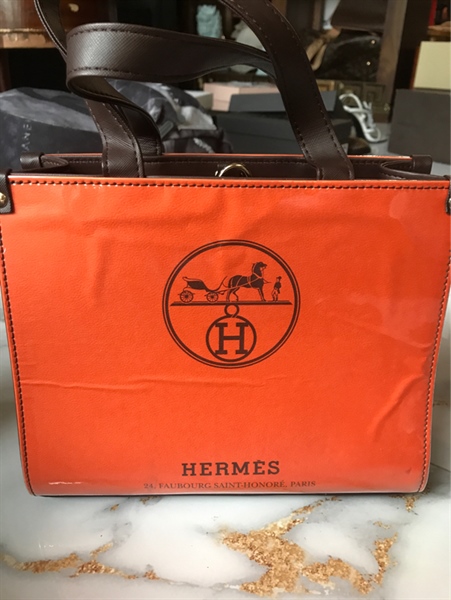 H
HERMÈS
24, FAUBOURG SAINT-HONORÉ, PARIS